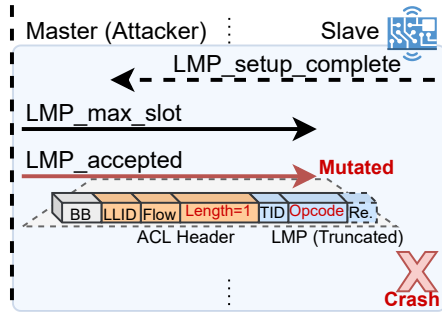 Master (Attacker) Slave
LMP_setup_complete
LMP_max_slot
LMP_accepted
Mutated
BB LLID Flow Length=1 TID Opcode Re.
ACL Header LMP (Truncated)
Crash